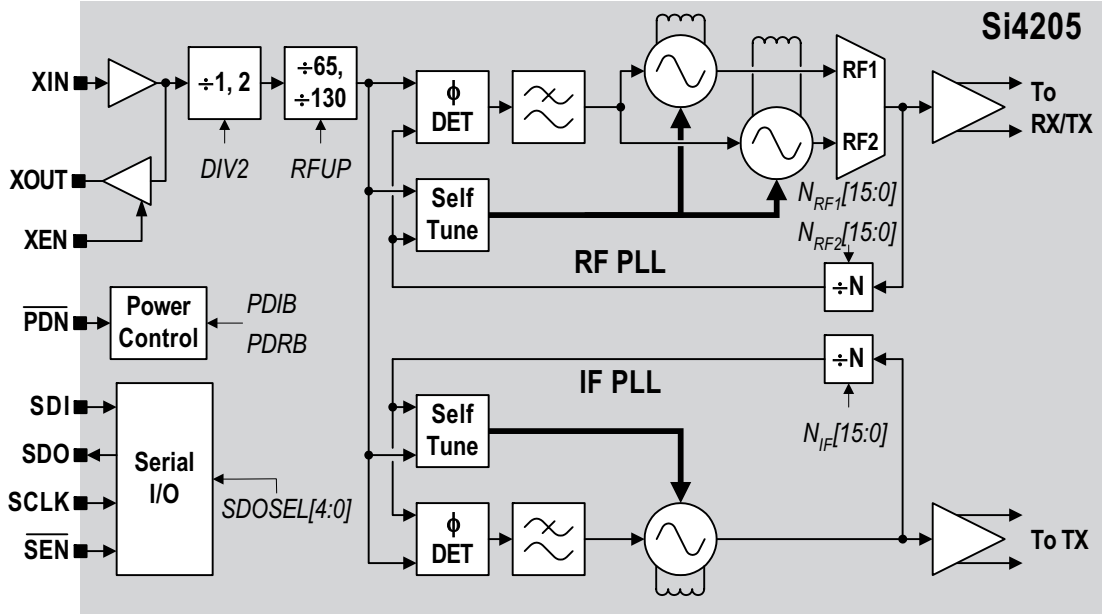 Si4205
XIN
÷1, 2
÷65,
÷130
ϕ
DET
RF1
RF2
To
RX/TX
DIV2
RFUP
XOUT
XEN
Self
Tune
N_RF1[15:0]
N_RF2[15:0]
RF PLL
÷N
PDN
Power
Control
PDIB
PDRB
÷N
IF PLL
N_IF[15:0]
SDI
SDO
SCLK
SEN
Serial
I/O
SDOSEL[4:0]
Self
Tune
ϕ
DET
To TX